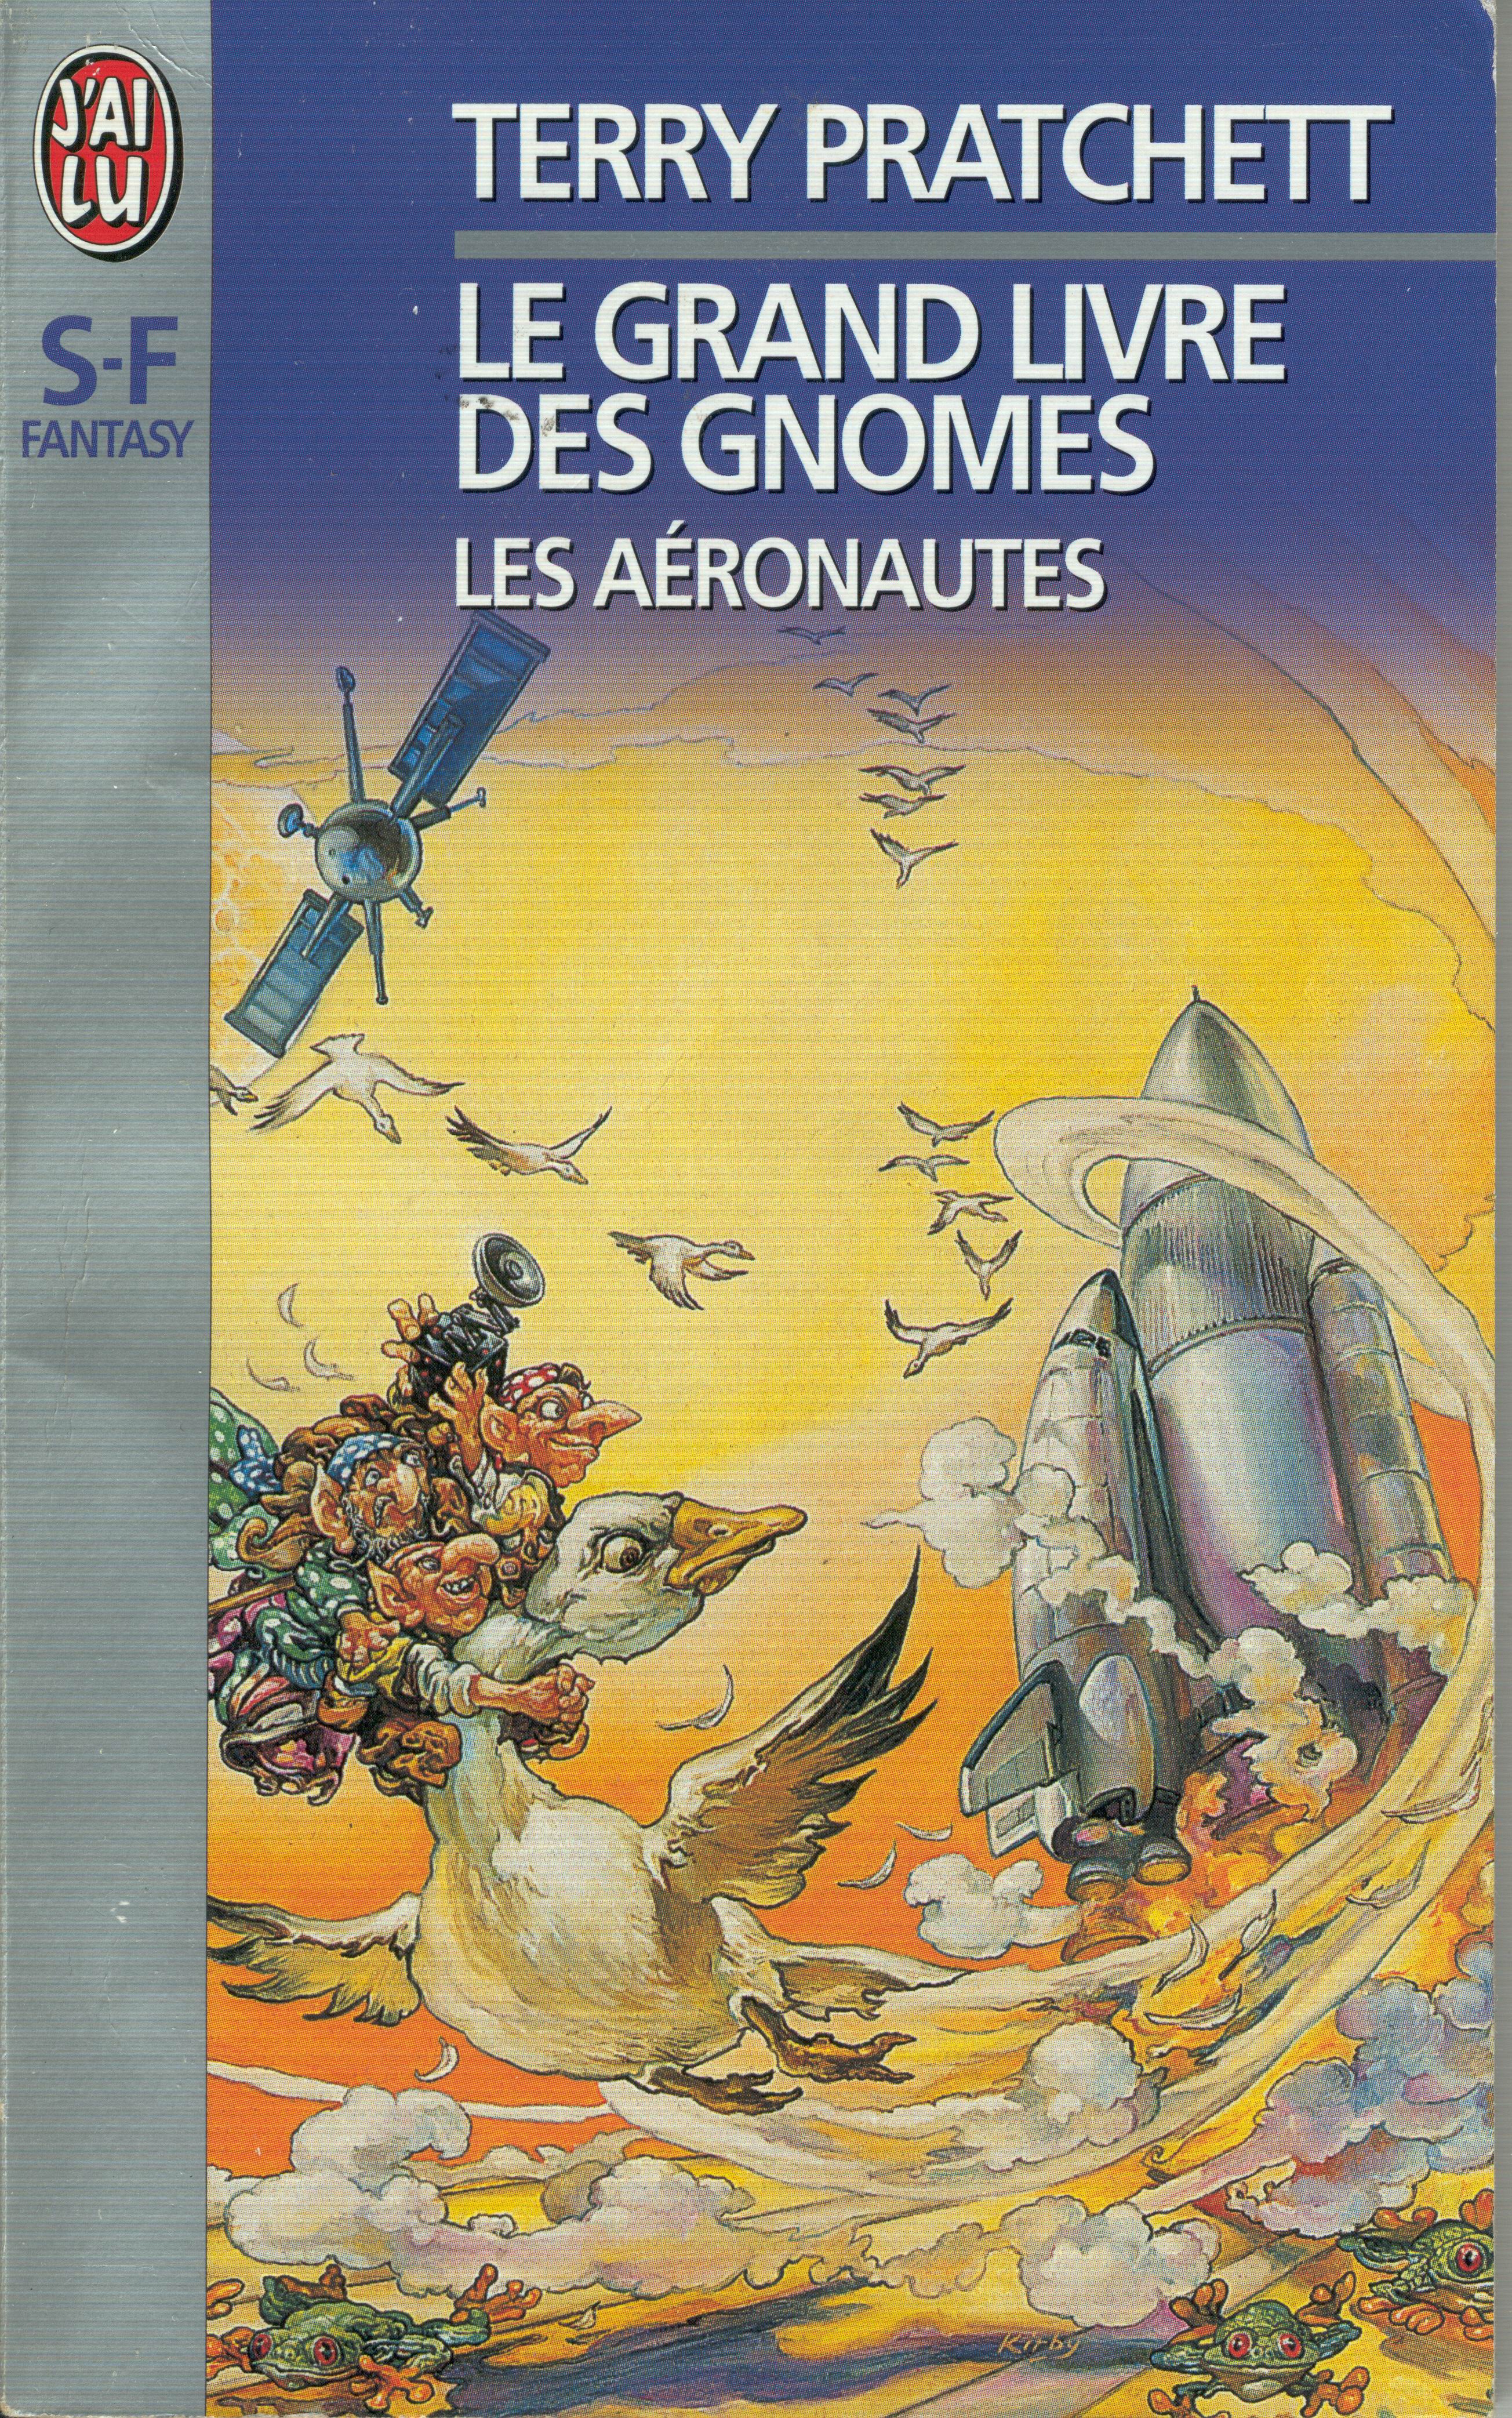 J'AI
LU
S-F
FANTASY
TERRY PRATCHETT
LE GRAND LIVRE
DES GNOMES
LES AÉRONAUTES
Kirby